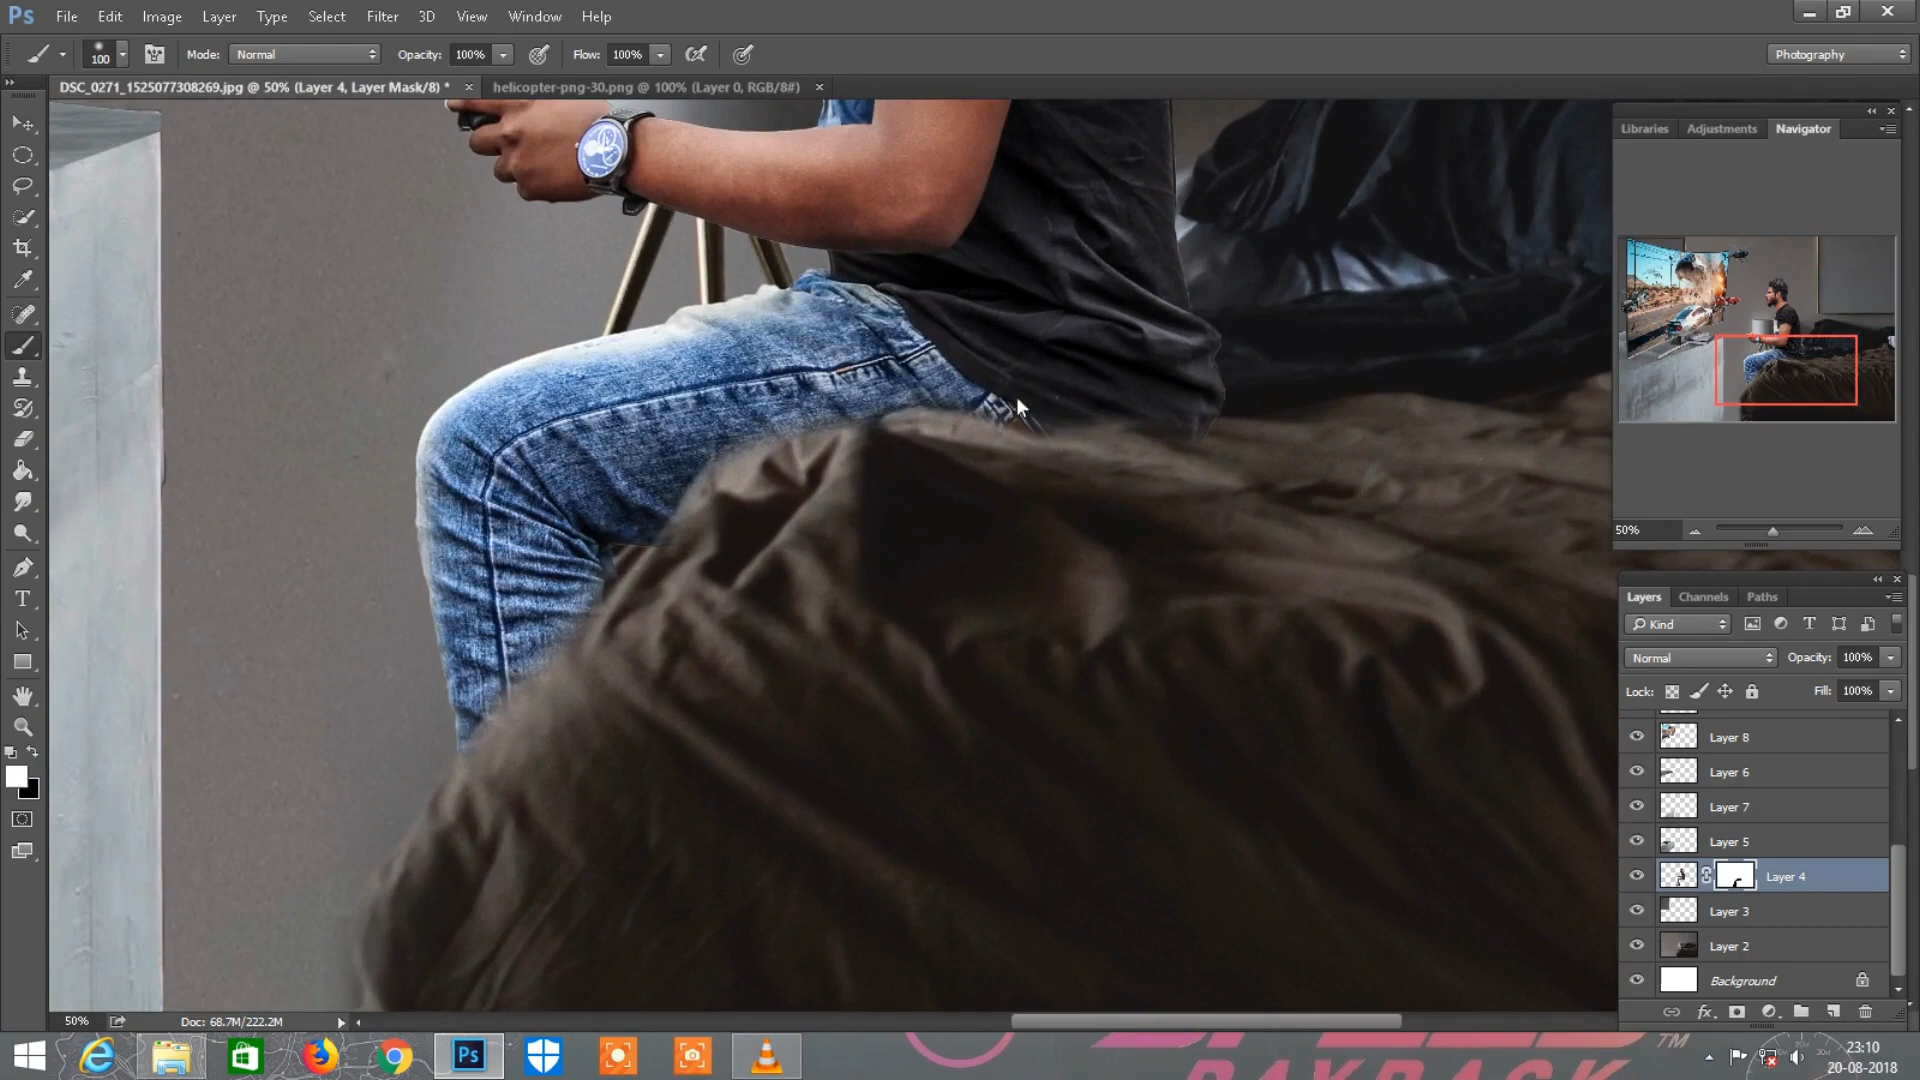 Ps File Edit Image Layer Type Select Filter 3D View Window Help
100 Mode: Normal Opacity: 100% Flow: 100% Photography
DSC_0271_1525077308269.jpg @ 50% (Layer 4, Layer Mask/8) * helicopter-png-30.png @ 100% (Layer 0, RGB/8#)
Libraries Adjustments Navigator
50%
Layers Channels Paths
Kind
Normal Opacity: 100%
Lock: Fill: 100%
Layer 8
Layer 6
Layer 7
Layer 5
Layer 4
Layer 3
Layer 2
Background
50% Doc: 68.7M/222.2M
Ps
TM
PAYBACK
23:10
20-08-2018